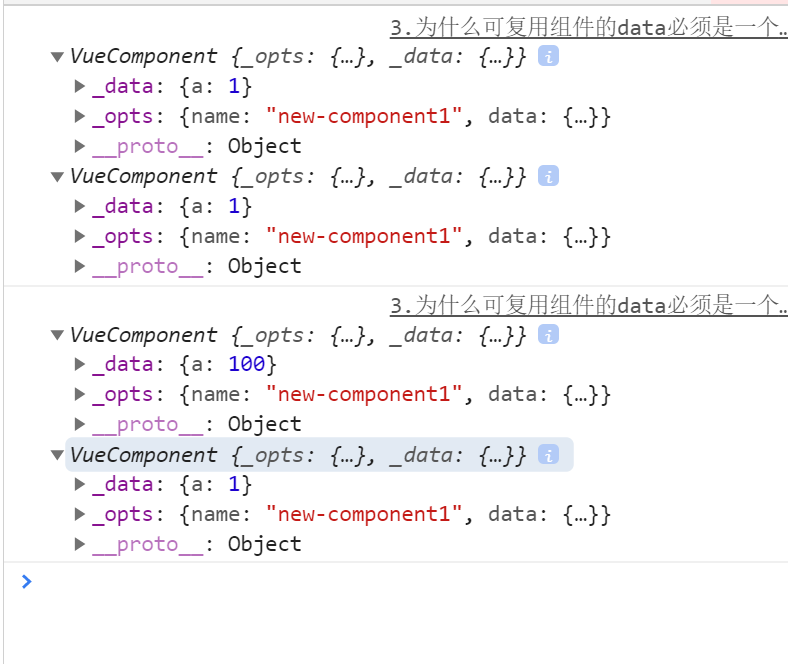 3.为什么可复用组件的data必须是一个…
VueComponent {_opts: {…}, _data: {…}} i
_data: {a: 1}
_opts: {name: "new-component1", data: {…}}
__proto__: Object
VueComponent {_opts: {…}, _data: {…}} i
_data: {a: 1}
_opts: {name: "new-component1", data: {…}}
__proto__: Object
3.为什么可复用组件的data必须是一个…
VueComponent {_opts: {…}, _data: {…}} i
_data: {a: 100}
_opts: {name: "new-component1", data: {…}}
__proto__: Object
VueComponent {_opts: {…}, _data: {…}} i
_data: {a: 1}
_opts: {name: "new-component1", data: {…}}
__proto__: Object